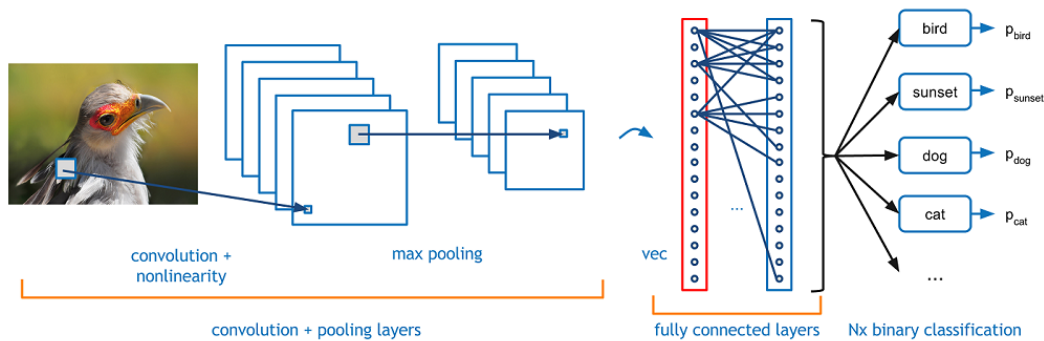 bird
p_bird
sunset
p_sunset
dog
p_dog
cat
p_cat
...
...
convolution +
nonlinearity
max pooling
vec
convolution + pooling layers
fully connected layers
Nx binary classification